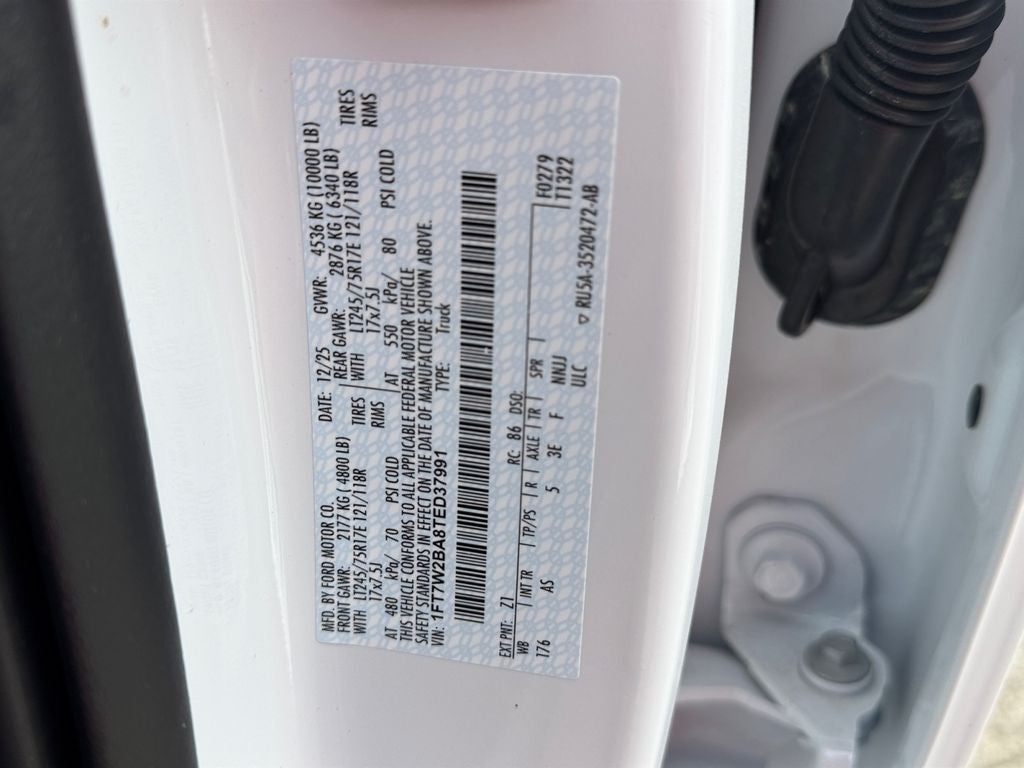 MFD. BY FORD MOTOR CO.
DATE: 12/25 GVWR: 4536 KG (10000 LB)
FRONT GAWR: 2177 KG ( 4800 LB)
REAR GAWR: 2876 KG ( 6340 LB)
WITH LT245/75R17E 121/118R TIRES
WITH LT245/75R17E 121/118R TIRES
17x7.5J RIMS
17x7.5J RIMS
AT 480 kPa/ 70 PSI COLD
AT 550 kPa/ 80 PSI COLD
THIS VEHICLE CONFORMS TO ALL APPLICABLE FEDERAL MOTOR VEHICLE
SAFETY STANDARDS IN EFFECT ON THE DATE OF MANUFACTURE SHOWN ABOVE.
VIN: 1FT7W2BA8TED37991 TYPE: Truck
EXT PNT: Z1 RC: 86 DSO: F0279
WB INT TR TP/PS R AXLE TR SPR T1322
176 AS 5 3E F NNJJ
ULC
▽ RU5A-3520472-AB